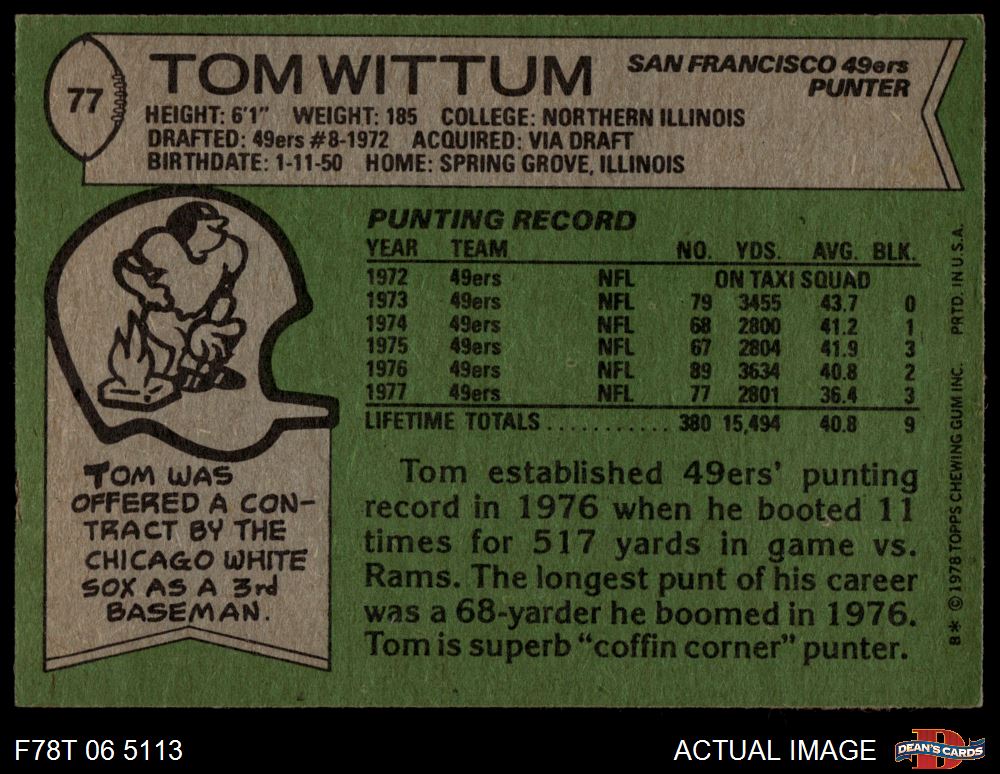 77
TOM WITTUM
SAN FRANCISCO 49ers
PUNTER
HEIGHT: 6'1" WEIGHT: 185 COLLEGE: NORTHERN ILLINOIS
DRAFTED: 49ers #8-1972 ACQUIRED: VIA DRAFT
BIRTHDATE: 1-11-50 HOME: SPRING GROVE, ILLINOIS
PUNTING RECORD
YEAR TEAM NO. YDS. AVG. BLK.
1972 49ers NFL ON TAXI SQUAD
1973 49ers NFL 79 3455 43.7 0
1974 49ers NFL 68 2800 41.2 1
1975 49ers NFL 67 2804 41.9 3
1976 49ers NFL 89 3634 40.8 2
1977 49ers NFL 77 2801 36.4 3
LIFETIME TOTALS ........... 380 15,494 40.8 9
TOM WAS
OFFERED A CON-
TRACT BY THE
CHICAGO WHITE
SOX AS A 3rd
BASEMAN.
Tom established 49ers' punting
record in 1976 when he booted 11
times for 517 yards in game vs.
Rams. The longest punt of his career
was a 68-yarder he boomed in 1976.
Tom is superb "coffin corner" punter.
8* © 1978 TOPPS CHEWING GUM INC. PRTD. IN U.S.A.
F78T 06 5113
ACTUAL IMAGE
D
DEAN'S CARDS